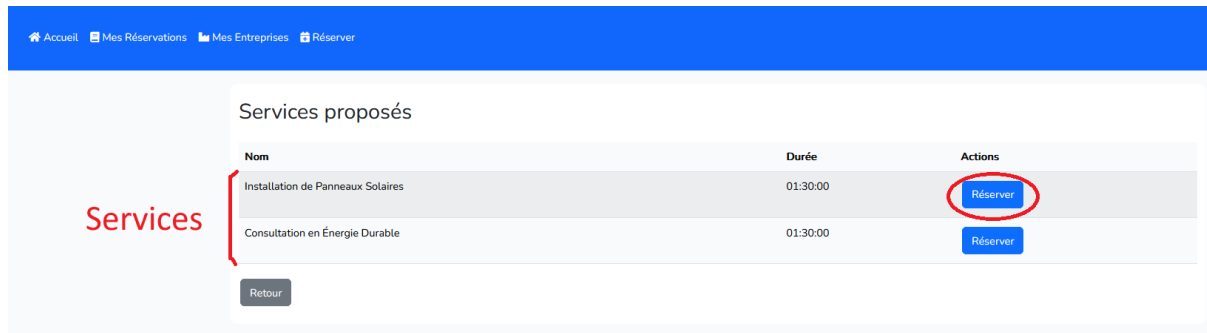 Accueil Mes Réservations Mes Entreprises Réserver
Services proposés
Nom Durée Actions
Installation de Panneaux Solaires 01:30:00 Réserver
Services
Consultation en Énergie Durable 01:30:00 Réserver
Retour